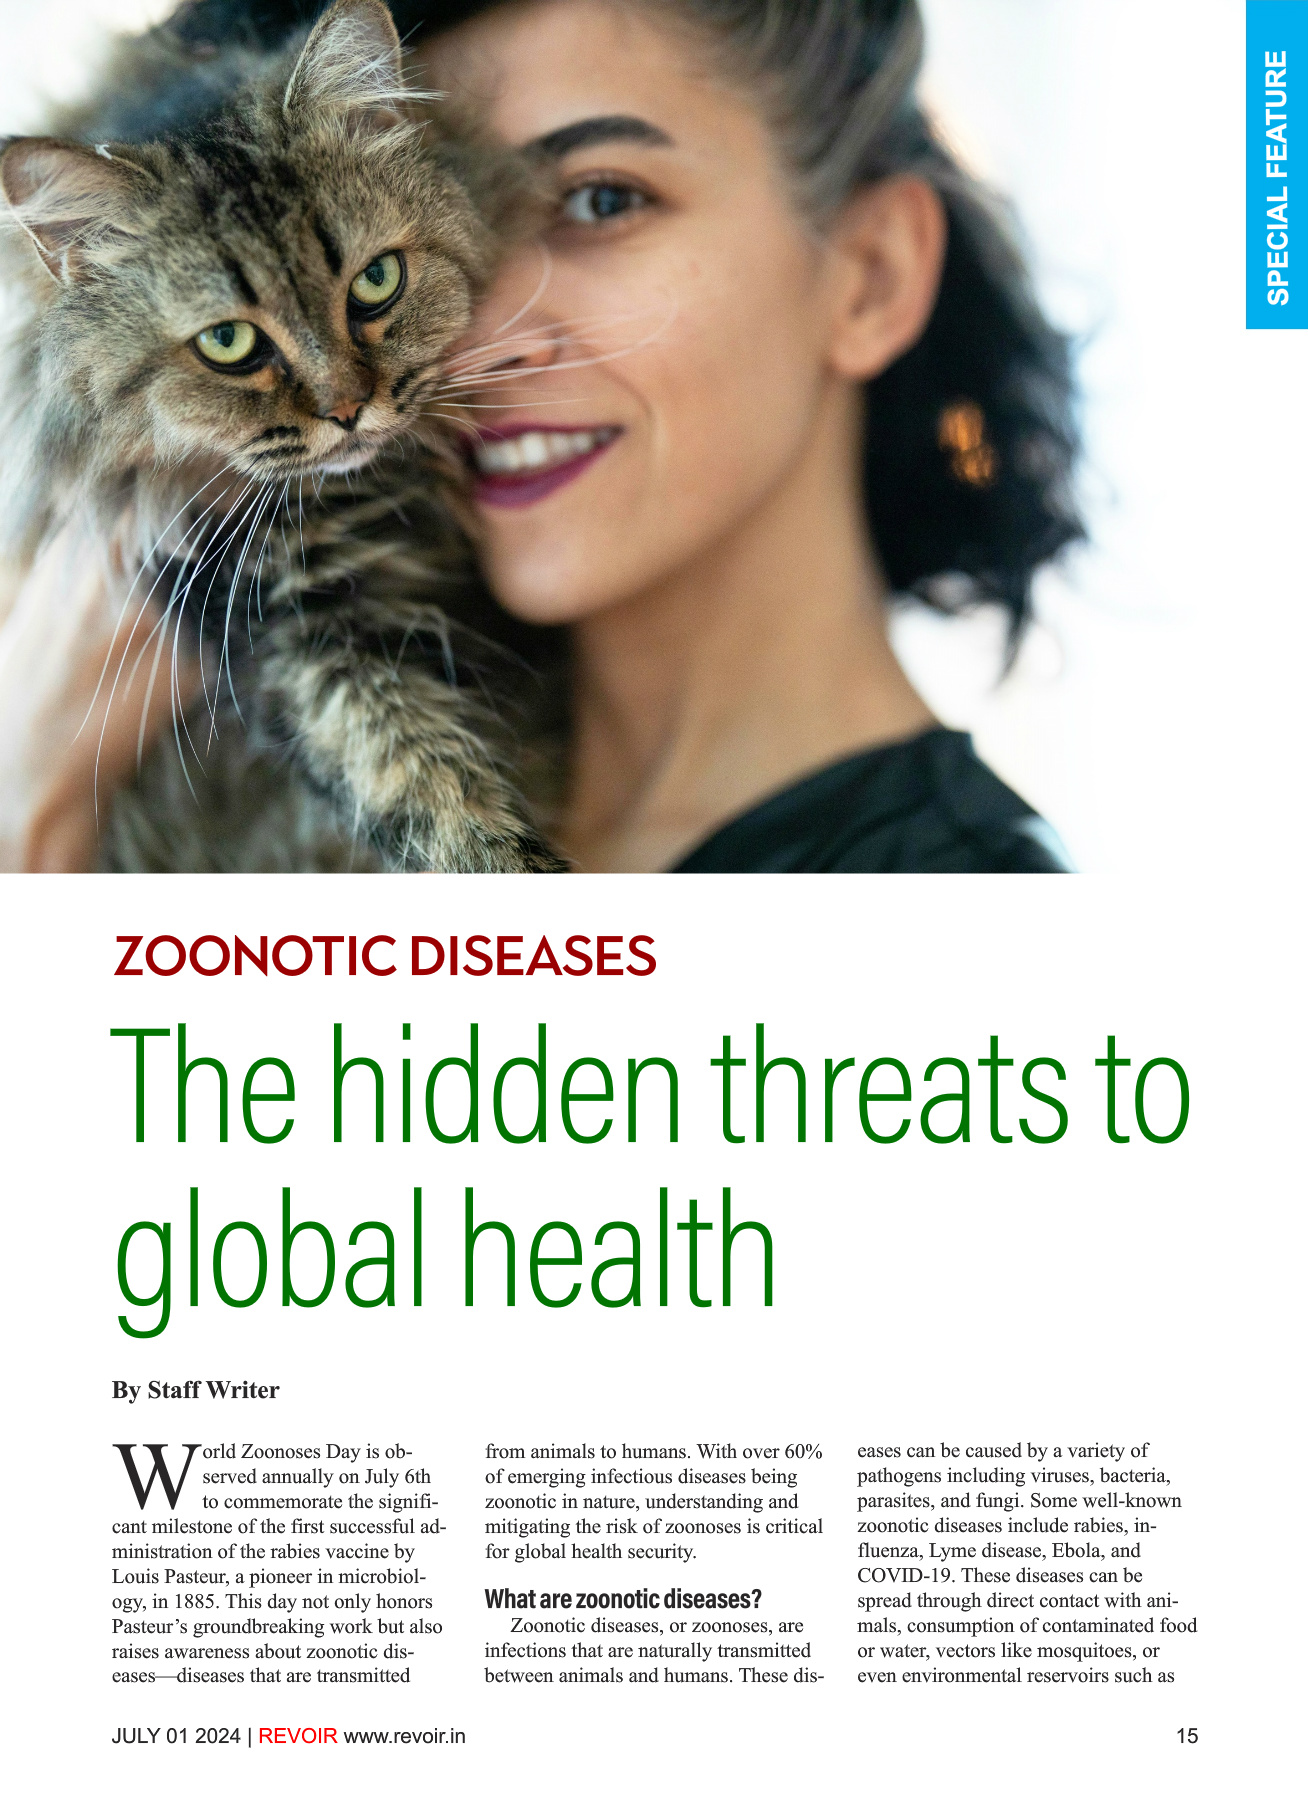 SPECIAL FEATURE
ZOONOTIC DISEASES
The hidden threats to
global health
By Staff Writer
World Zoonoses Day is ob-
served annually on July 6th
to commemorate the signifi-
cant milestone of the first successful ad-
ministration of the rabies vaccine by
Louis Pasteur, a pioneer in microbiol-
ogy, in 1885. This day not only honors
Pasteur’s groundbreaking work but also
raises awareness about zoonotic dis-
eases—diseases that are transmitted
from animals to humans. With over 60%
of emerging infectious diseases being
zoonotic in nature, understanding and
mitigating the risk of zoonoses is critical
for global health security.
What are zoonotic diseases?
Zoonotic diseases, or zoonoses, are
infections that are naturally transmitted
between animals and humans. These dis-
eases can be caused by a variety of
pathogens including viruses, bacteria,
parasites, and fungi. Some well-known
zoonotic diseases include rabies, in-
fluenza, Lyme disease, Ebola, and
COVID-19. These diseases can be
spread through direct contact with ani-
mals, consumption of contaminated food
or water, vectors like mosquitoes, or
even environmental reservoirs such as
JULY 01 2024 | REVOIR www.revoir.in
15